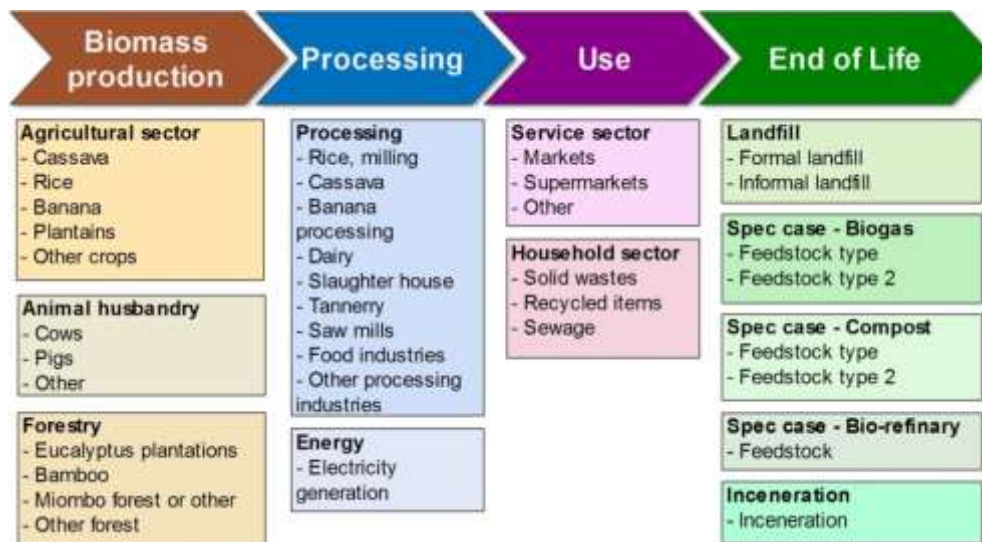 Biomass
production
Processing
Use
End of Life
Agricultural sector
- Cassava
- Rice
- Banana
- Plantains
- Other crops
Animal husbandry
- Cows
- Pigs
- Other
Forestry
- Eucalyptus plantations
- Bamboo
- Miombo forest or other
- Other forest
Processing
- Rice, milling
- Cassava
- Banana
processing
- Dairy
- Slaughter house
- Tannerry
- Saw mills
- Food industries
- Other processing
industries
Energy
- Electricity
generation
Service sector
- Markets
- Supermarkets
- Other
Household sector
- Solid wastes
- Recycled items
- Sewage
Landfill
- Formal landfill
- Informal landfill
Spec case - Biogas
- Feedstock type
- Feedstock type 2
Spec case - Compost
- Feedstock type
- Feedstock type 2
Spec case - Bio-refinary
- Feedstock
Inceneration
- Inceneration